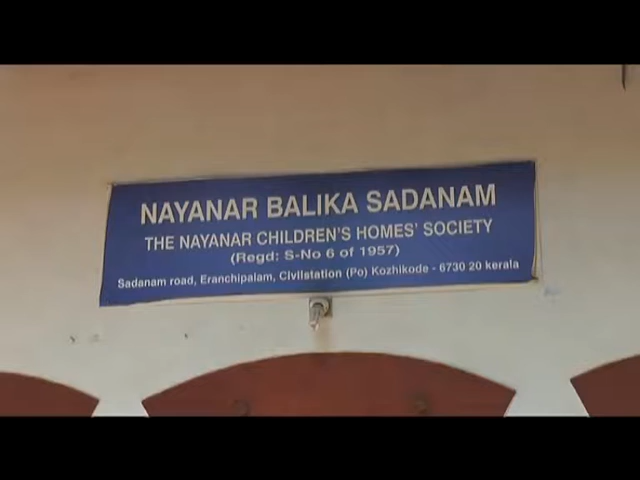 NAYANAR BALIKA SADANAM
THE NAYANAR CHILDREN'S HOMES' SOCIETY
(Regd: S-No 6 of 1957)
Sadanam road, Eranchipalam, Civilstation (Po) Kozhikode - 6730 20 kerala